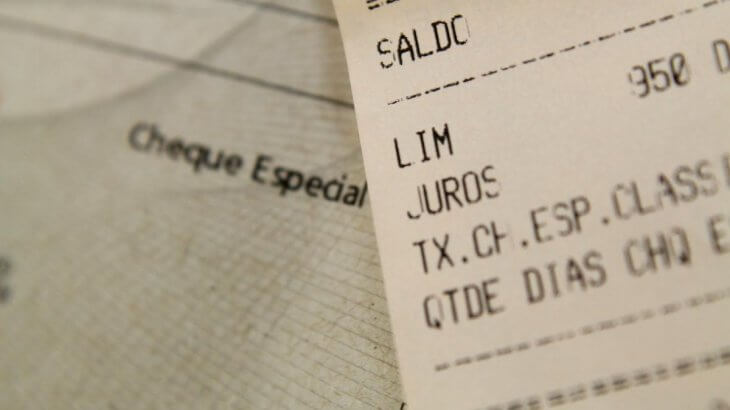 Cheque Especial
SALDO
950 D
LIM
JUROS
TX.CH.ESP.CLASS
QTDE DIAS CHQ E